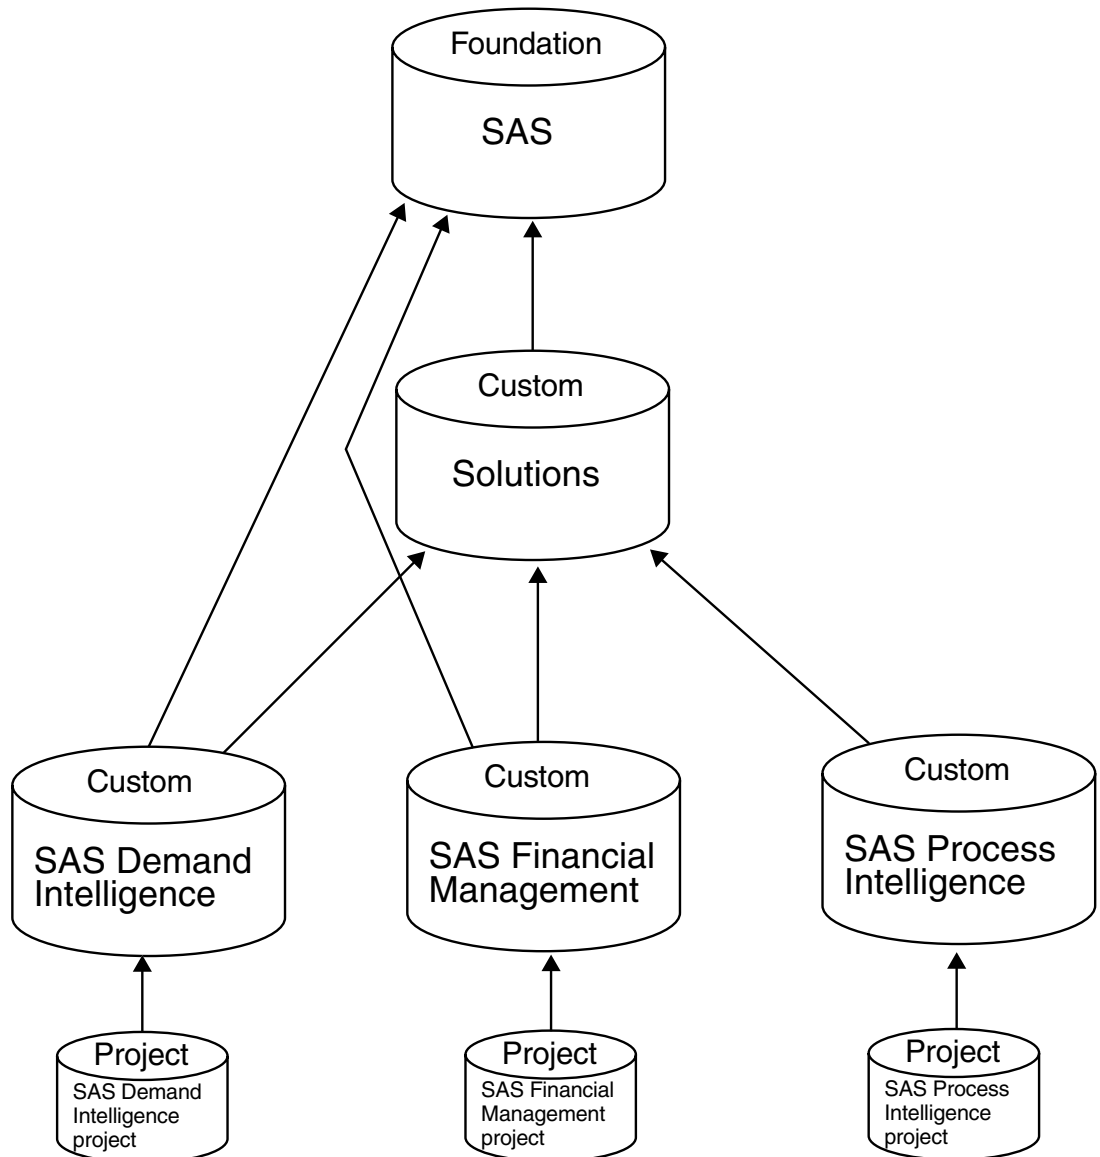 Foundation
SAS
Custom
Solutions
Custom
SAS Demand
Intelligence
Custom
SAS Financial
Management
Custom
SAS Process
Intelligence
Project
SAS Demand
Intelligence
project
Project
SAS Financial
Management
project
Project
SAS Process
Intelligence
project